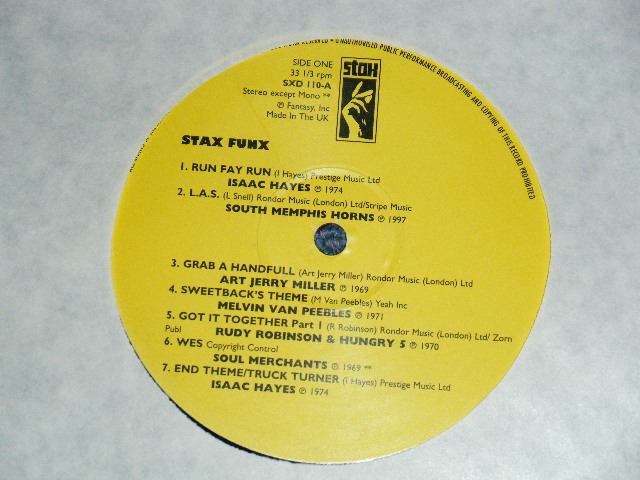 UNAUTHORISED PUBLIC PERFORMANCE BROADCASTING AND COPYING OF THIS RECORD PROHIBITED
SIDE ONE
33 1/3 rpm
SXD 110-A
Stereo except Mono **
℗ Fantasy, Inc
Made In The UK
stax
STAX FUNX
1. RUN FAY RUN (I Hayes) Prestige Music Ltd
ISAAC HAYES ℗ 1974
2. L.A.S. (L Snell) Rondor Music (London) Ltd/Stripe Music
SOUTH MEMPHIS HORNS ℗ 1997
3. GRAB A HANDFULL (Art Jerry Miller) Rondor Music (London) Ltd
ART JERRY MILLER ℗ 1969
4. SWEETBACK'S THEME (M Van Peebles) Yeah Inc
MELVIN VAN PEEBLES ℗ 1971
5. GOT IT TOGETHER Part 1 (R Robinson) Rondor Music (London) Ltd/ Zorn
Publ RUDY ROBINSON & HUNGRY 5 ℗ 1970
6. WES Copyright Control
SOUL MERCHANTS ℗ 1969 **
7. END THEME/TRUCK TURNER (I Hayes) Prestige Music Ltd
ISAAC HAYES ℗ 1974